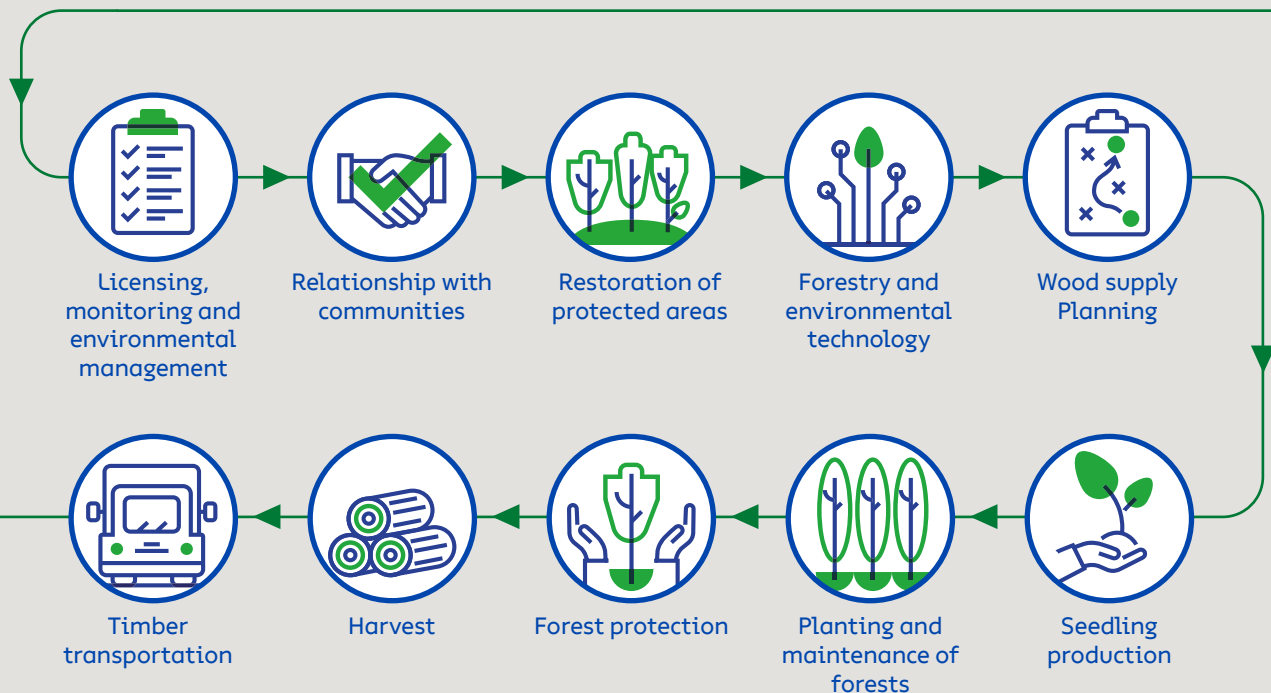 Licensing,
monitoring and
environmental
management
Relationship with
communities
Restoration of
protected areas
Forestry and
environmental
technology
Wood supply
Planning
Timber
transportation
Harvest
Forest protection
Planting and
maintenance of
forests
Seedling
production